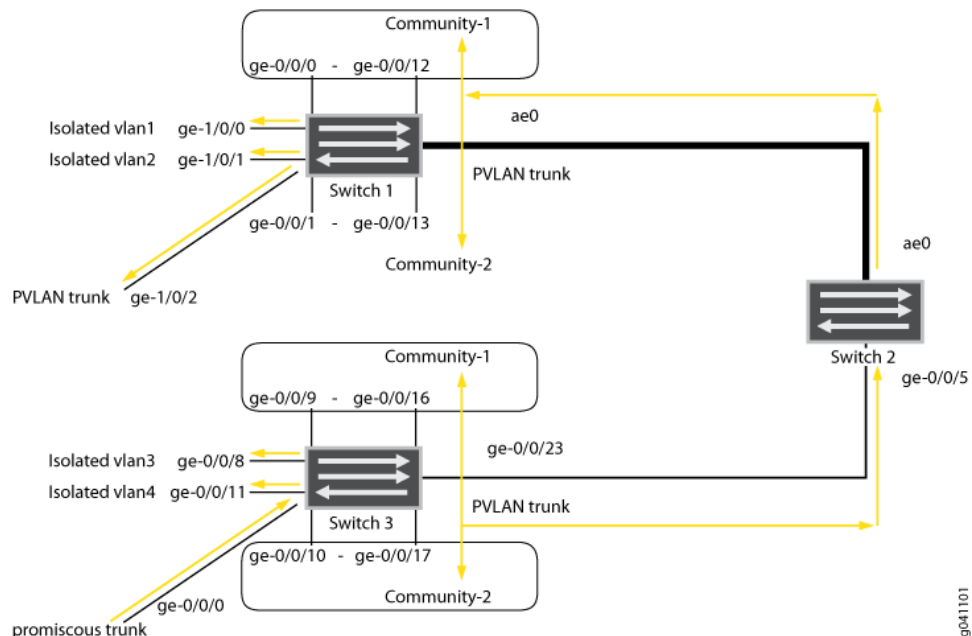 Community-1
ge-0/0/0 - ge-0/0/12
ae0
Isolated vlan1 ge-1/0/0
Isolated vlan2 ge-1/0/1
PVLAN trunk
Switch 1
ge-0/0/1 - ge-0/0/13
ae0
Community-2
PVLAN trunk ge-1/0/2
Switch 2
Community-1
ge-0/0/5
ge-0/0/9 - ge-0/0/16
ge-0/0/23
Isolated vlan3 ge-0/0/8
Isolated vlan4 ge-0/0/11
PVLAN trunk
Switch 3
ge-0/0/10 - ge-0/0/17
Community-2
ge-0/0/0
promiscous trunk
g041101